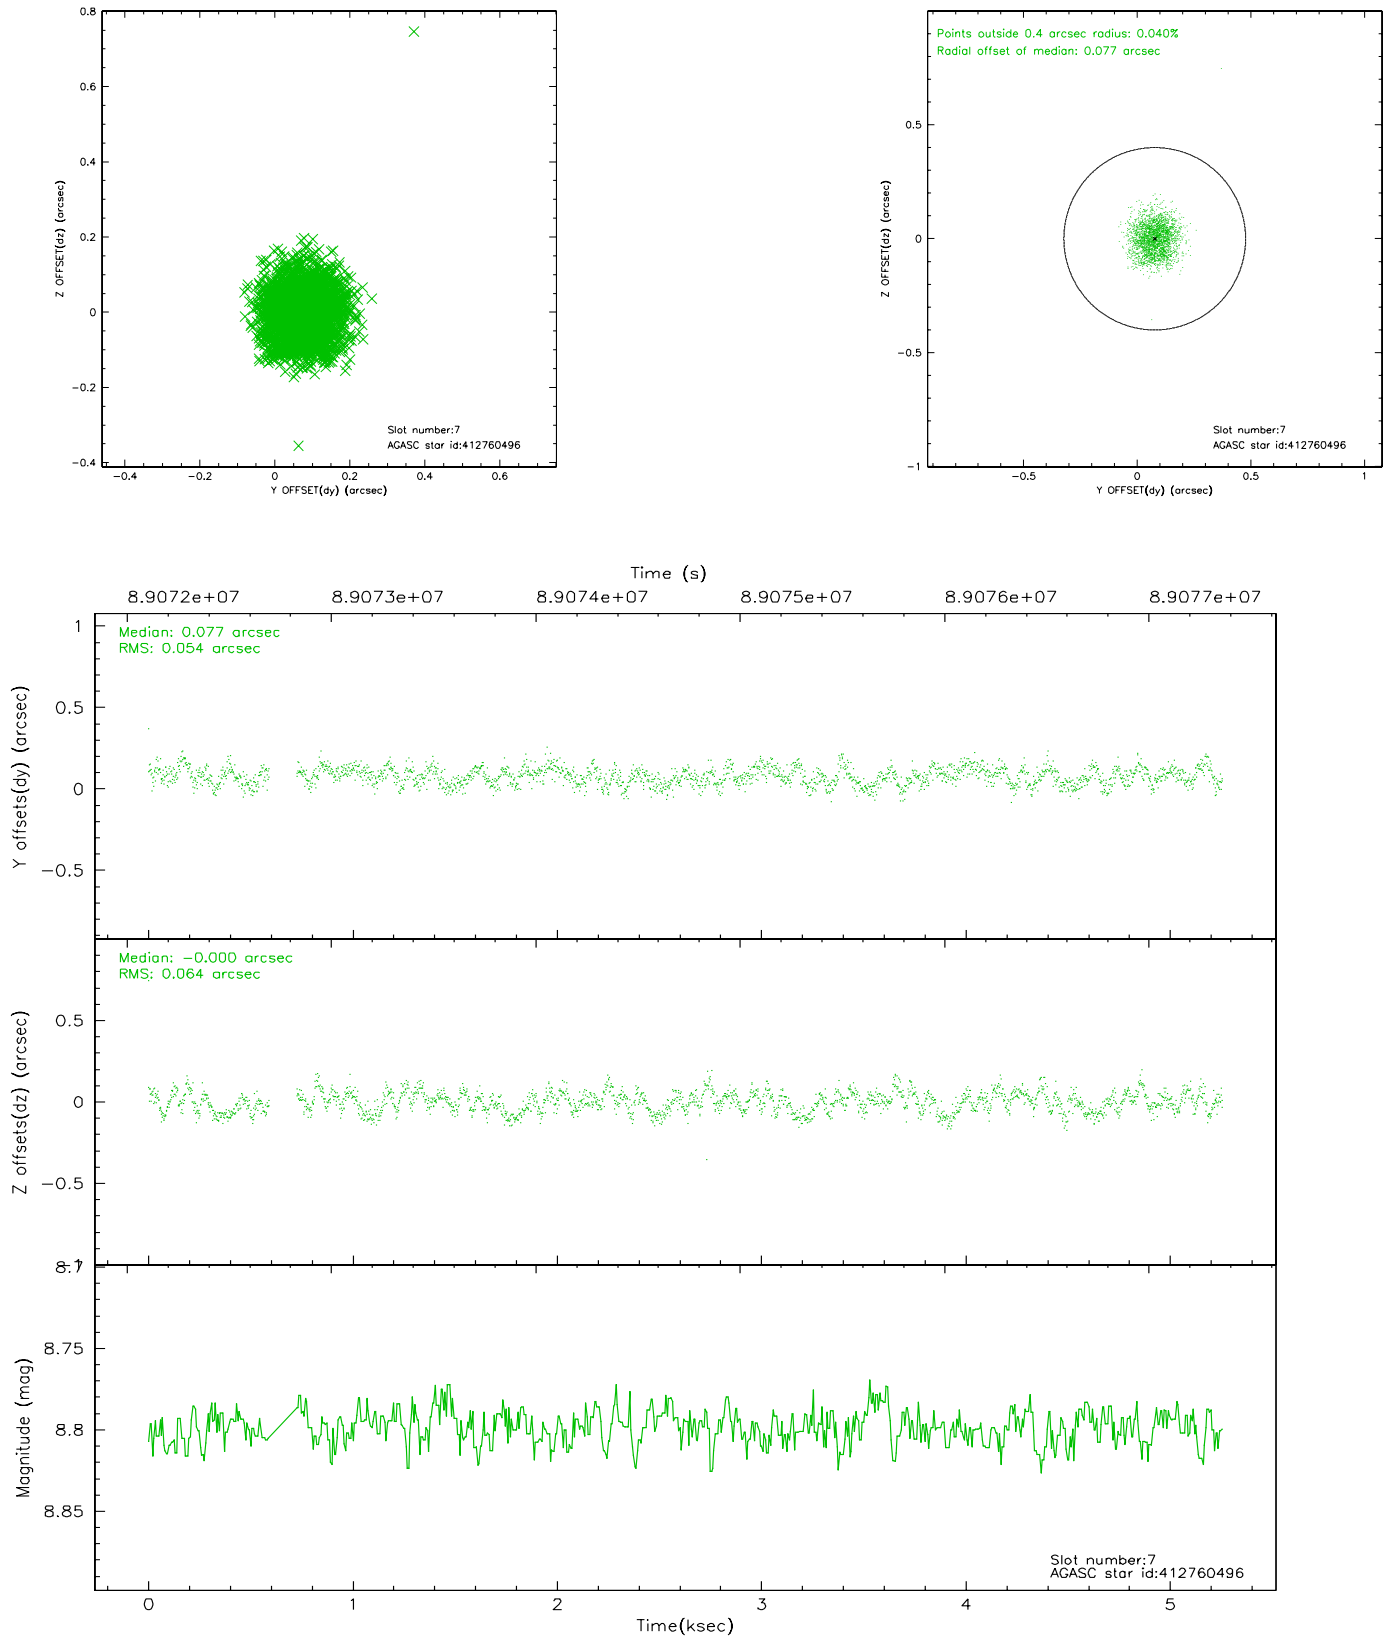 0.8
0.6
0.4
0.2
0
−0.2
−0.4
Z OFFSET(dz) (arcsec)
Slot number:7
AGASC star id:412760496
−0.4 −0.2 0 0.2 0.4 0.6
Y OFFSET(dy) (arcsec)
Points outside 0.4 arcsec radius: 0.040%
Radial offset of median: 0.077 arcsec
0.5
0
−0.5
−1
Z OFFSET(dz) (arcsec)
Slot number:7
AGASC star id:412760496
−0.5 0 0.5 1
Y OFFSET(dy) (arcsec)
Time (s)
8.9072e+07 8.9073e+07 8.9074e+07 8.9075e+07 8.9076e+07 8.9077e+07
Median: 0.077 arcsec
RMS: 0.054 arcsec
1
0.5
0
−0.5
Y offsets(dy) (arcsec)
Median: −0.000 arcsec
RMS: 0.064 arcsec
0.5
0
−0.5
−1
Z offsets(dz) (arcsec)
8.7
8.75
8.8
8.85
Magnitude (mag)
Slot number:7
AGASC star id:412760496
0 1 2 3 4 5
Time(ksec)